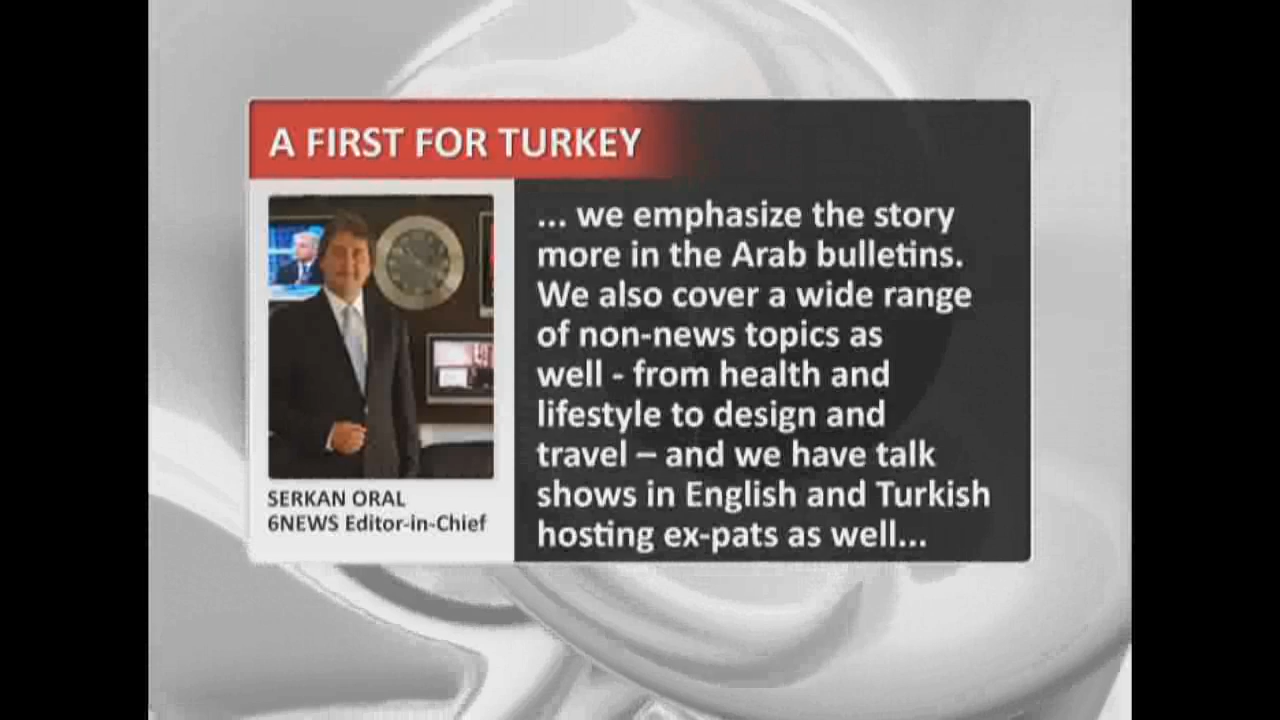 A FIRST FOR TURKEY
... we emphasize the story
more in the Arab bulletins.
We also cover a wide range
of non-news topics as
well - from health and
lifestyle to design and
travel – and we have talk
shows in English and Turkish
hosting ex-pats as well...
SERKAN ORAL
6NEWS Editor-in-Chief